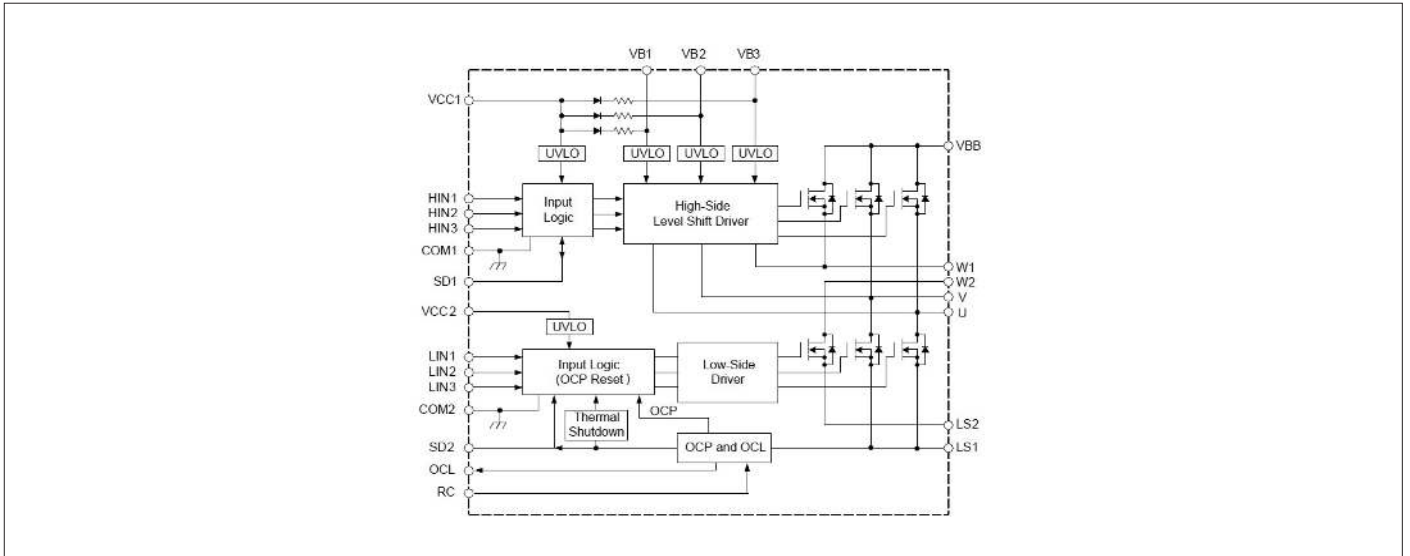 VB1 VB2 VB3
VCC1
UVLO UVLO UVLO UVLO
VBB
HIN1
HIN2
HIN3
Input
Logic
High-Side
Level Shift Driver
COM1
SD1
W1
W2
V
U
VCC2
UVLO
LIN1
LIN2
LIN3
Input Logic
(OCP Reset)
Low-Side
Driver
COM2
OCP
Thermal
Shutdown
LS2
SD2
OCP and OCL
LS1
OCL
RC